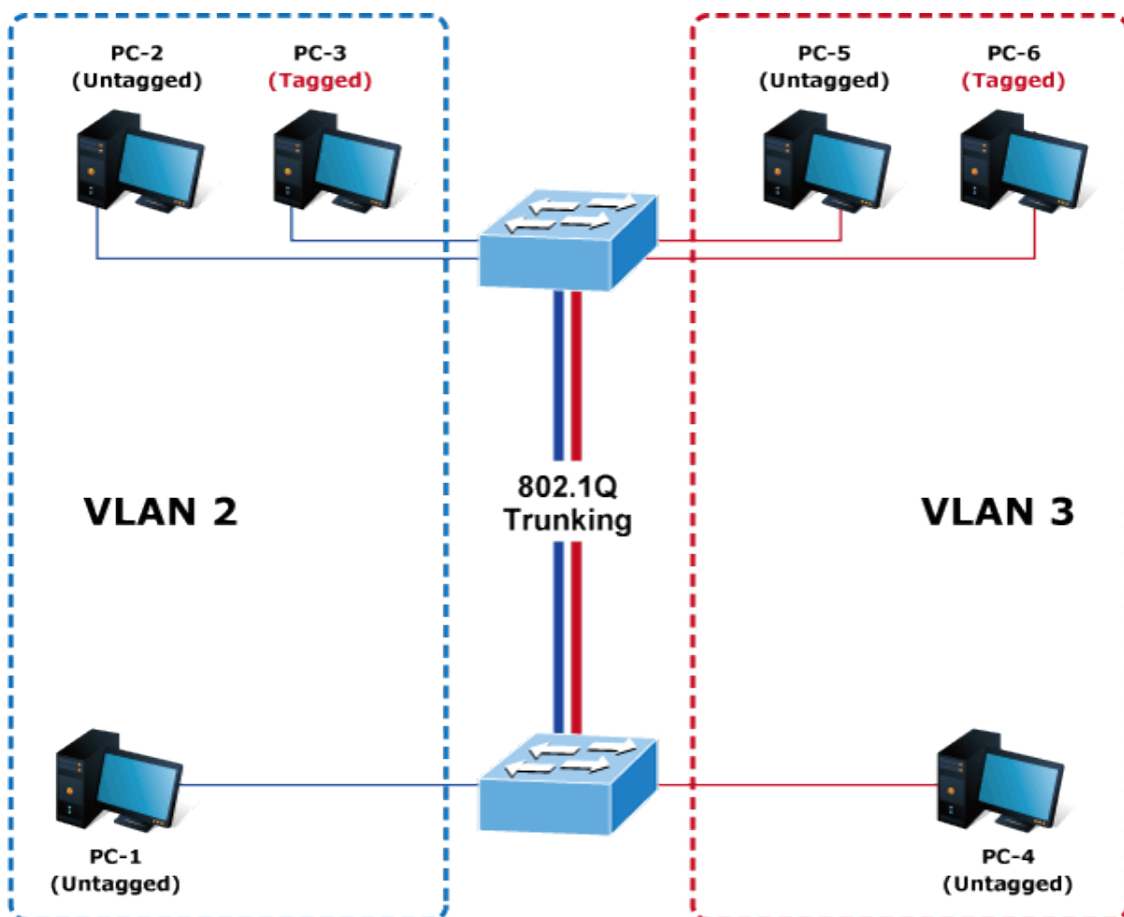 PC-2
(Untagged)
PC-3
(Tagged)
PC-5
(Untagged)
PC-6
(Tagged)
802.1Q
Trunking
VLAN 2
VLAN 3
PC-1
(Untagged)
PC-4
(Untagged)